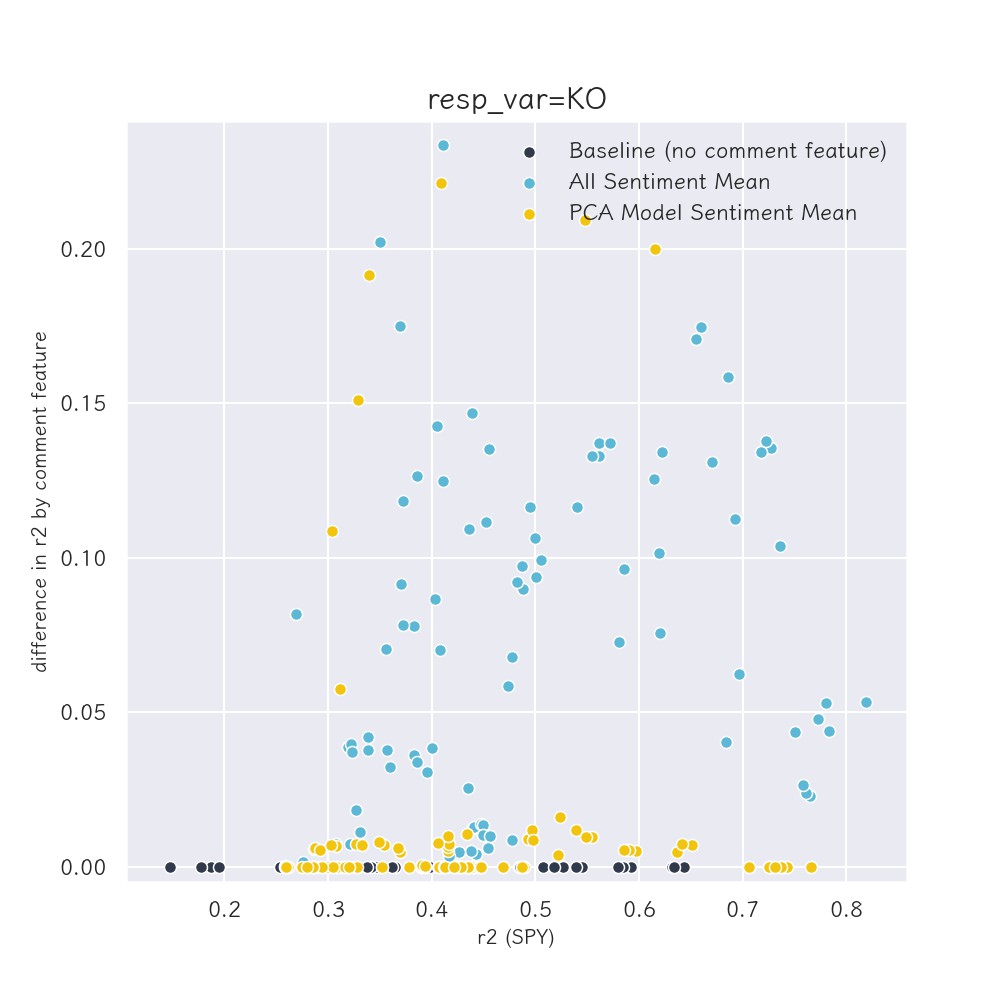 resp_var=KO
Baseline (no comment feature)
All Sentiment Mean
PCA Model Sentiment Mean
difference in r2 by comment feature
0.20
0.15
0.10
0.05
0.00
0.2 0.3 0.4 0.5 0.6 0.7 0.8
r2 (SPY)